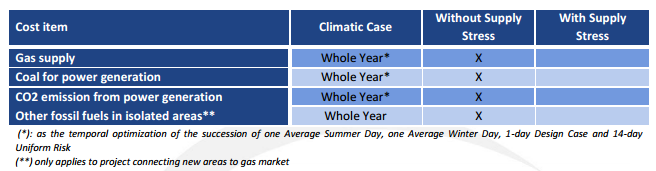 Cost item Climatic Case Without Supply Stress With Supply Stress
Gas supply Whole Year* X
Coal for power generation Whole Year* X
CO2 emission from power generation Whole Year* X
Other fossil fuels in isolated areas** Whole Year X
(*): as the temporal optimization of the succession of one Average Summer Day, one Average Winter Day, 1-day Design Case and 14-day
Uniform Risk
(**) only applies to project connecting new areas to gas market